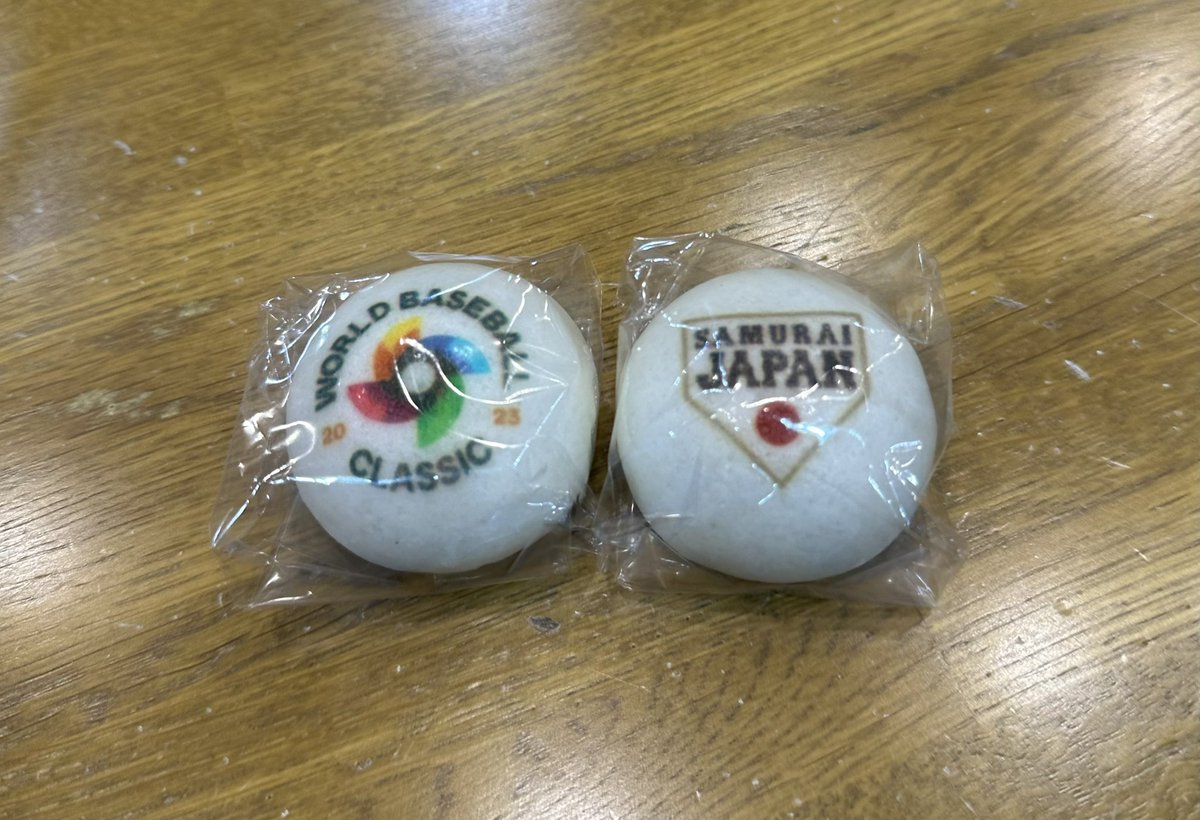 WORLD BASEBALL
20 23
CLASSIC
SAMURAI
JAPAN